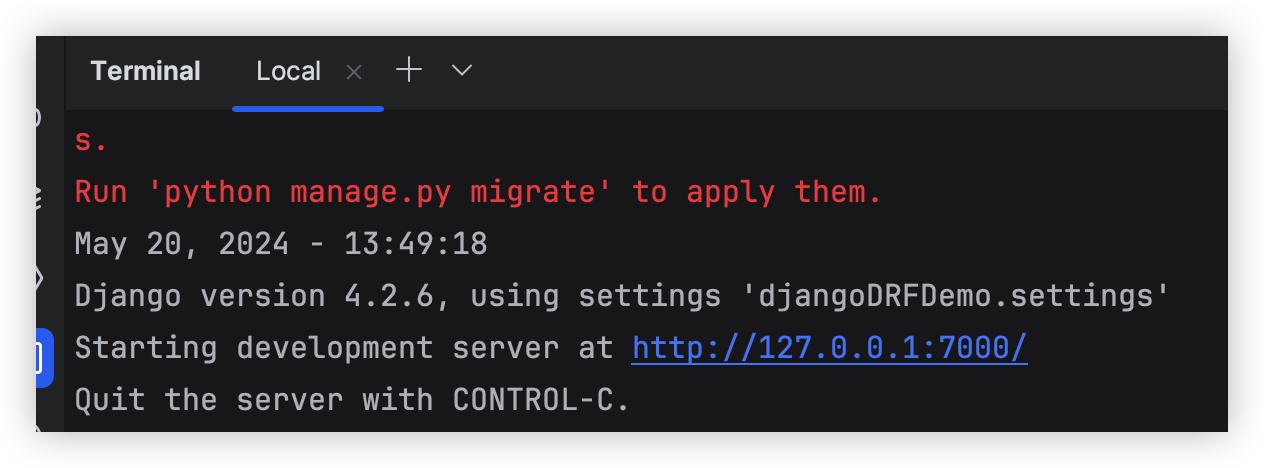 Terminal Local
s.
Run 'python manage.py migrate' to apply them.
May 20, 2024 - 13:49:18
Django version 4.2.6, using settings 'djangoDRFDemo.settings'
Starting development server at http://127.0.0.1:7000/
Quit the server with CONTROL-C.